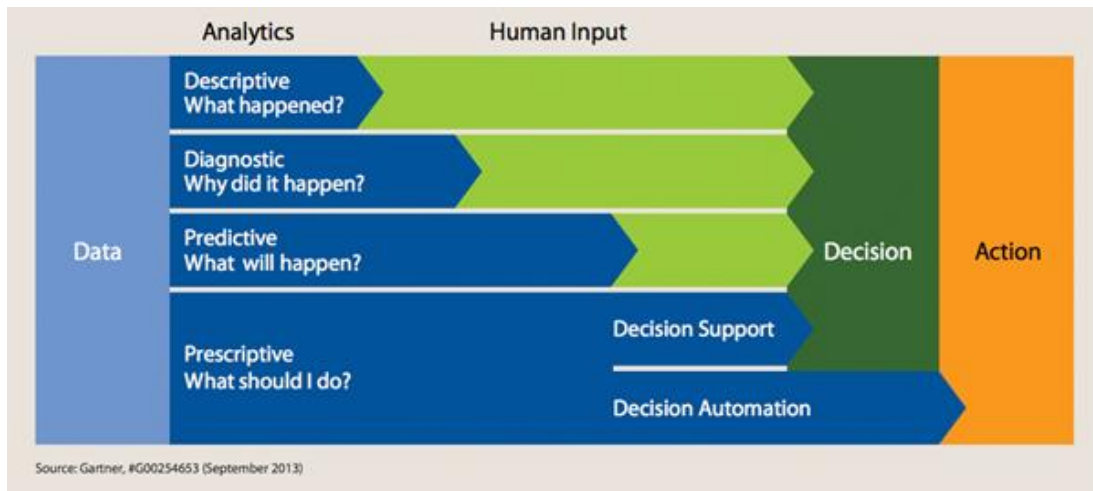 Analytics
Human Input
Descriptive
What happened?
Diagnostic
Why did it happen?
Predictive
What will happen?
Data
Decision
Action
Prescriptive
What should I do?
Decision Support
Decision Automation
Source: Gartner, #G00254653 (September 2013)